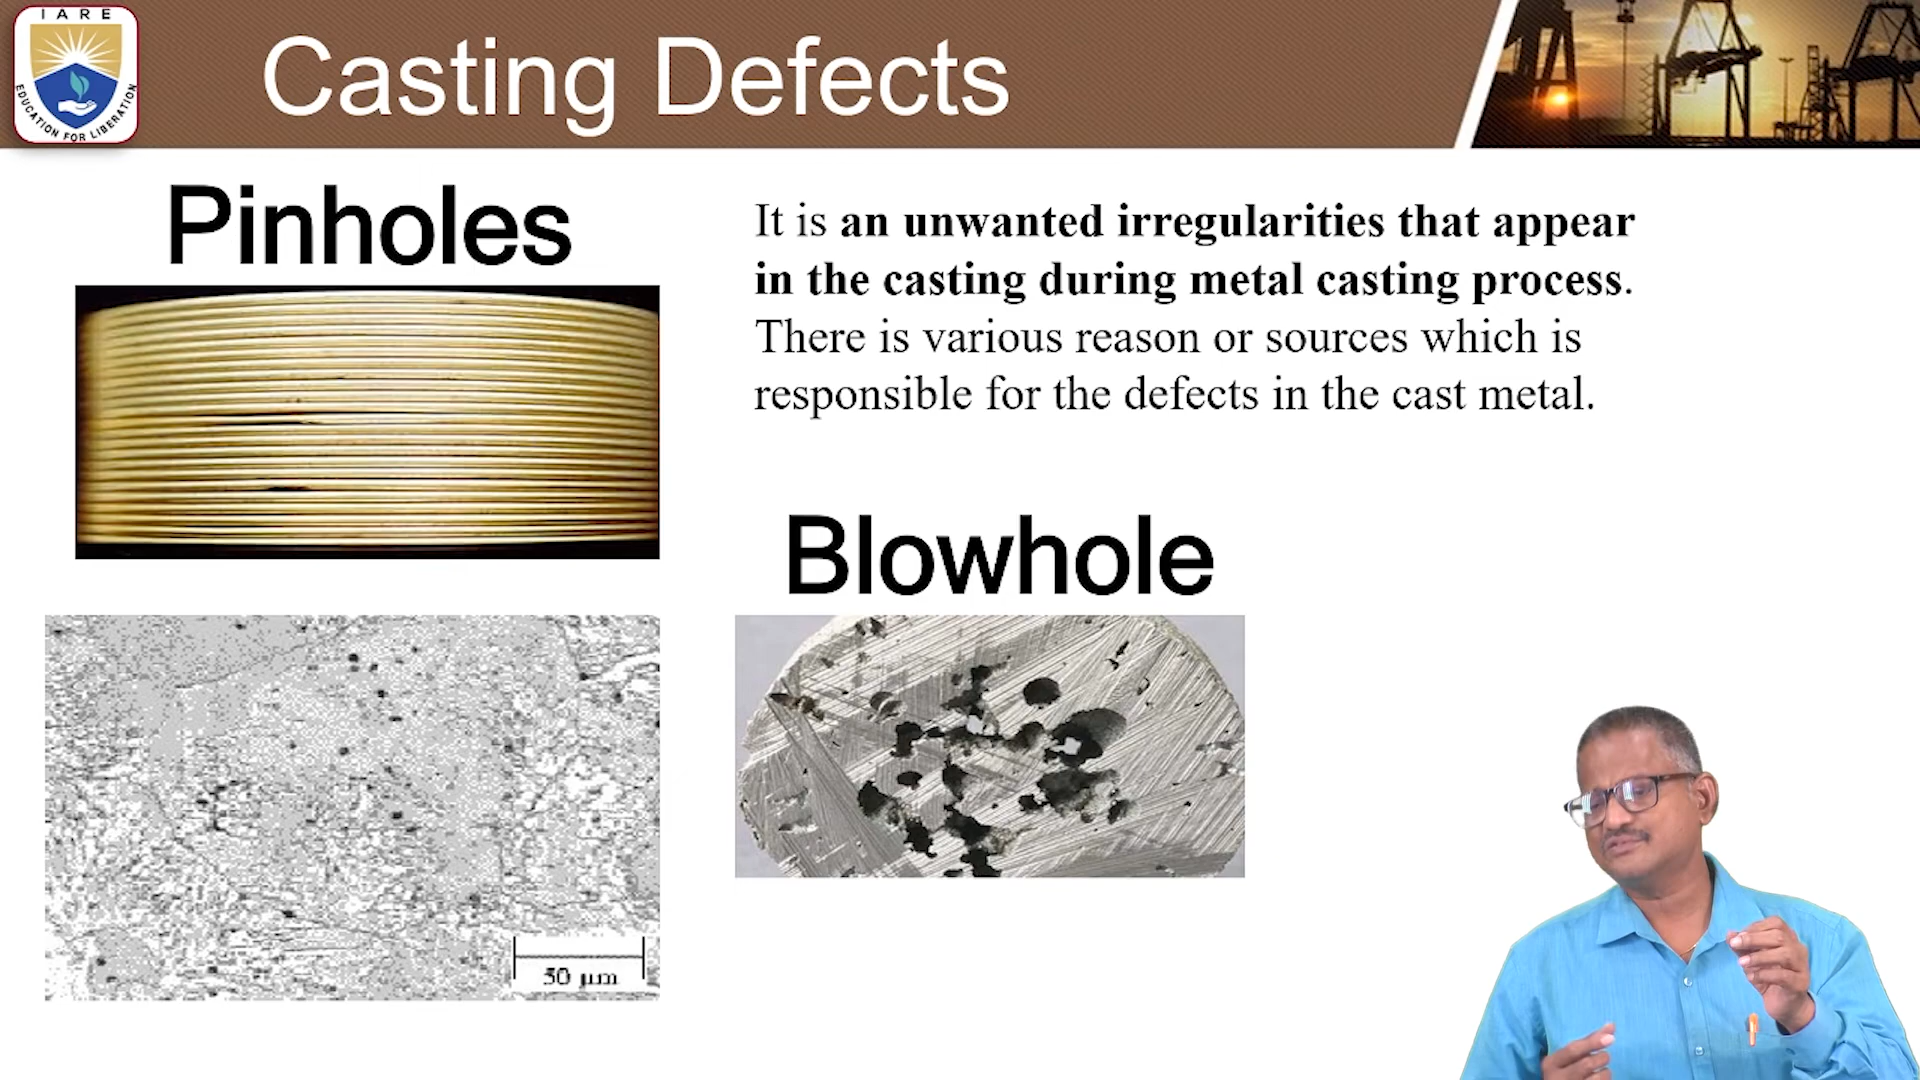 IARE
EDUCATION FOR LIBERATION
Casting Defects
Pinholes
It is an unwanted irregularities that appear
in the casting during metal casting process.
There is various reason or sources which is
responsible for the defects in the cast metal.
Blowhole
50 µm